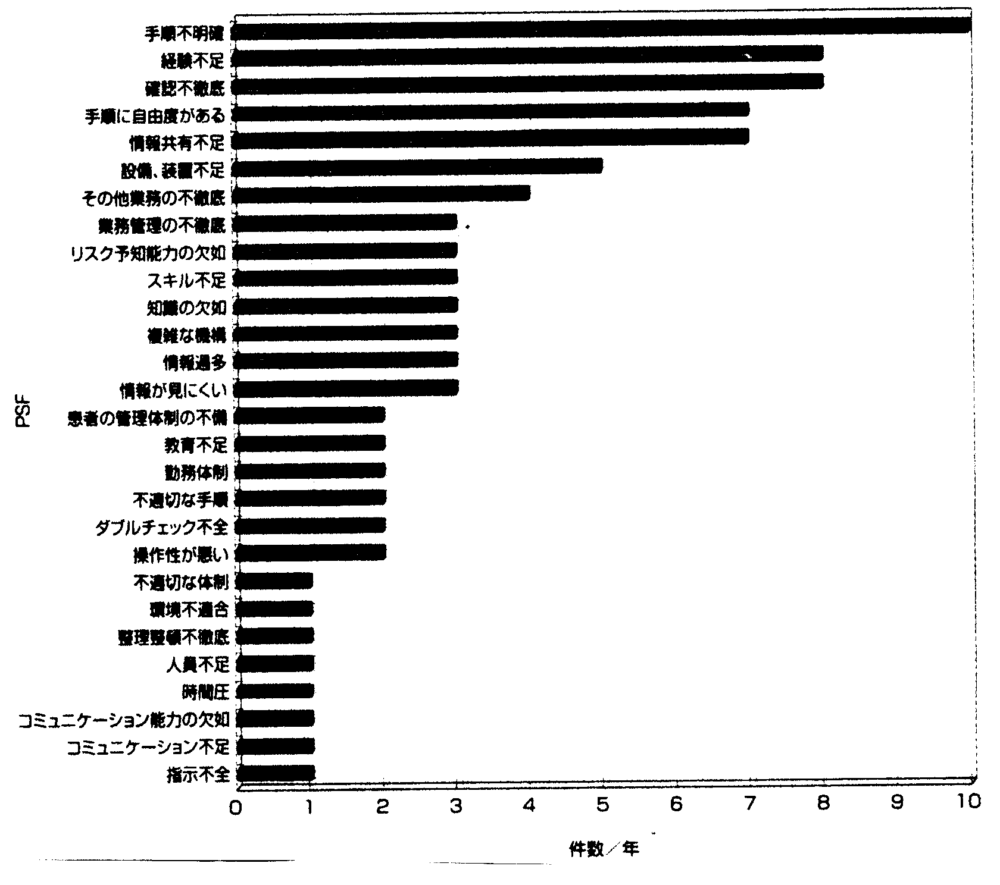 手順不明確
経験不足
確認不徹底
手順に自由度がある
情報共有不足
設備、装置不足
その他業務の不徹底
業務管理の不徹底
リスク予知能力の欠如
スキル不足
知識の欠如
複雑な機構
情報過多
情報が見にくい
患者の管理体制の不備
教育不足
勤務体制
不適切な手順
ダブルチェック不全
操作性が悪い
不適切な体制
環境不適合
整理整頓不徹底
人員不足
時間圧
コミュニケーション能力の欠如
コミュニケーション不足
指示不全
PSF
0 1 2 3 4 5 6 7 8 9 10
件数／年